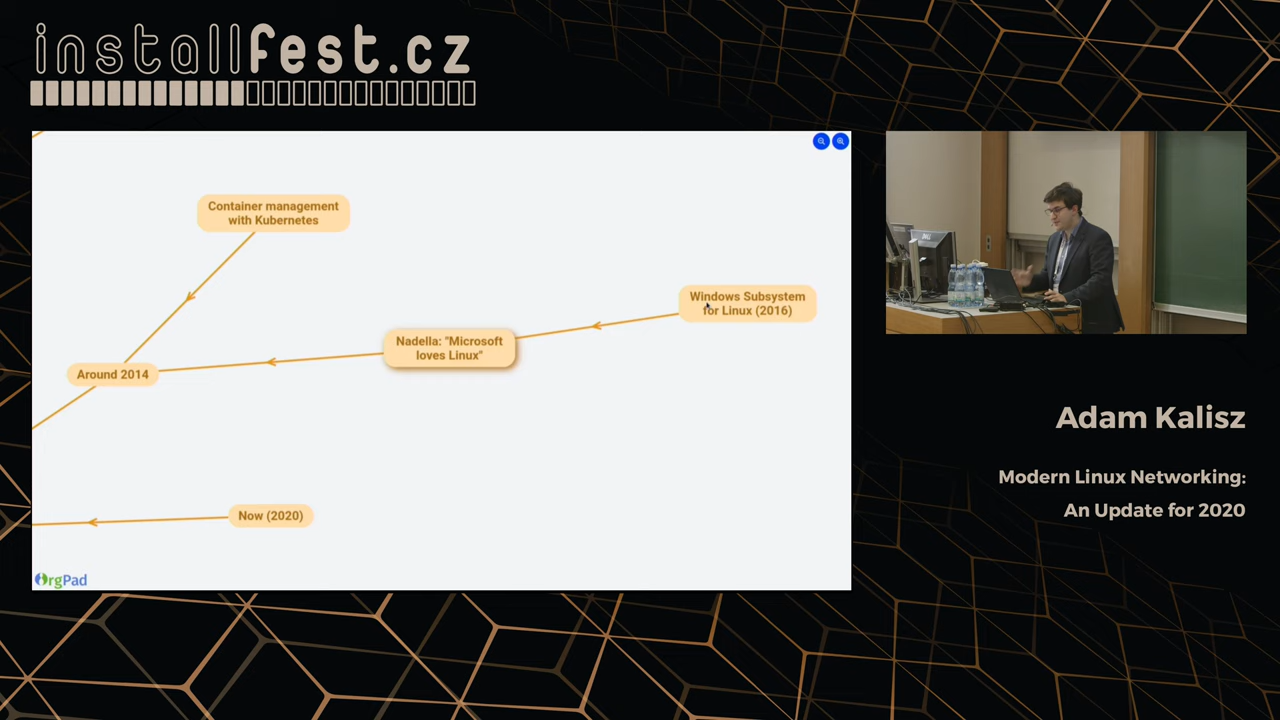 installfest.cz
Container management
with Kubernetes
Windows Subsystem
for Linux (2016)
Nadella: "Microsoft
loves Linux"
Around 2014
Now (2020)
OrgPad
Adam Kalisz
Modern Linux Networking:
An Update for 2020